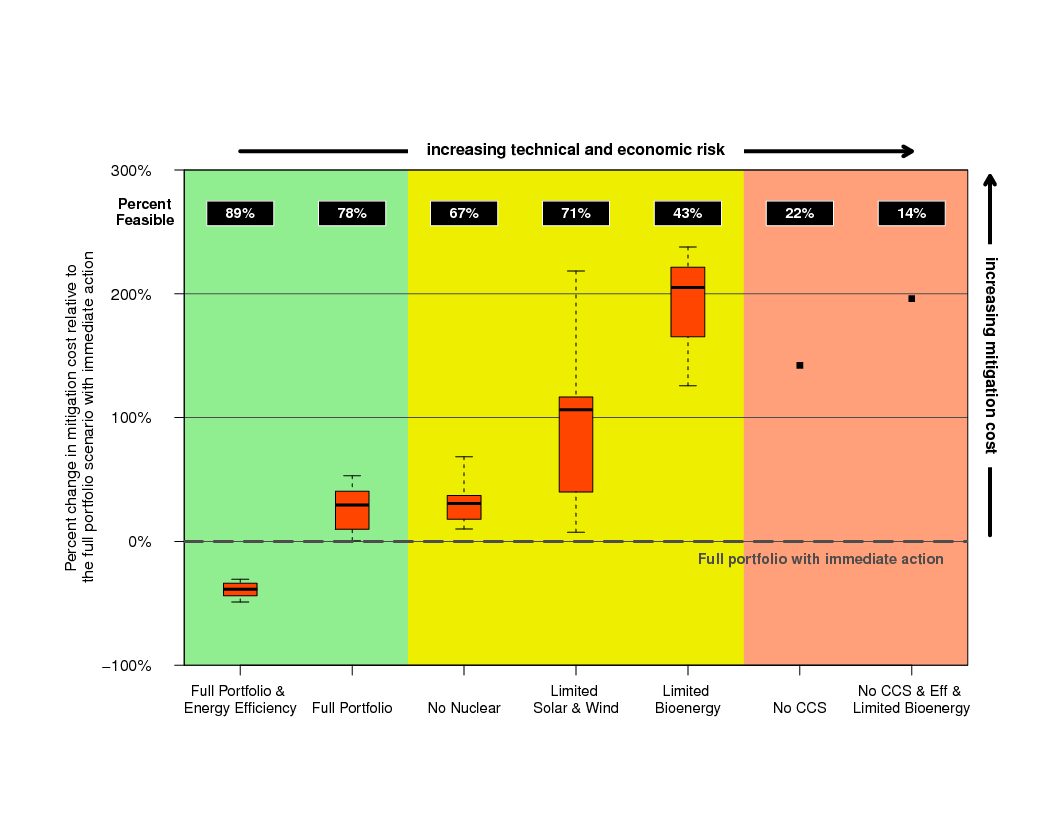 increasing technical and economic risk
300%
Percent
Feasible
89%
78%
67%
71%
43%
22%
14%
increasing mitigation cost
Percent change in mitigation cost relative to
the full portfolio scenario with immediate action
200%
100%
0%
Full portfolio with immediate action
−100%
Full Portfolio &
Energy Efficiency
Full Portfolio
No Nuclear
Limited
Solar & Wind
Limited
Bioenergy
No CCS
No CCS & Eff &
Limited Bioenergy